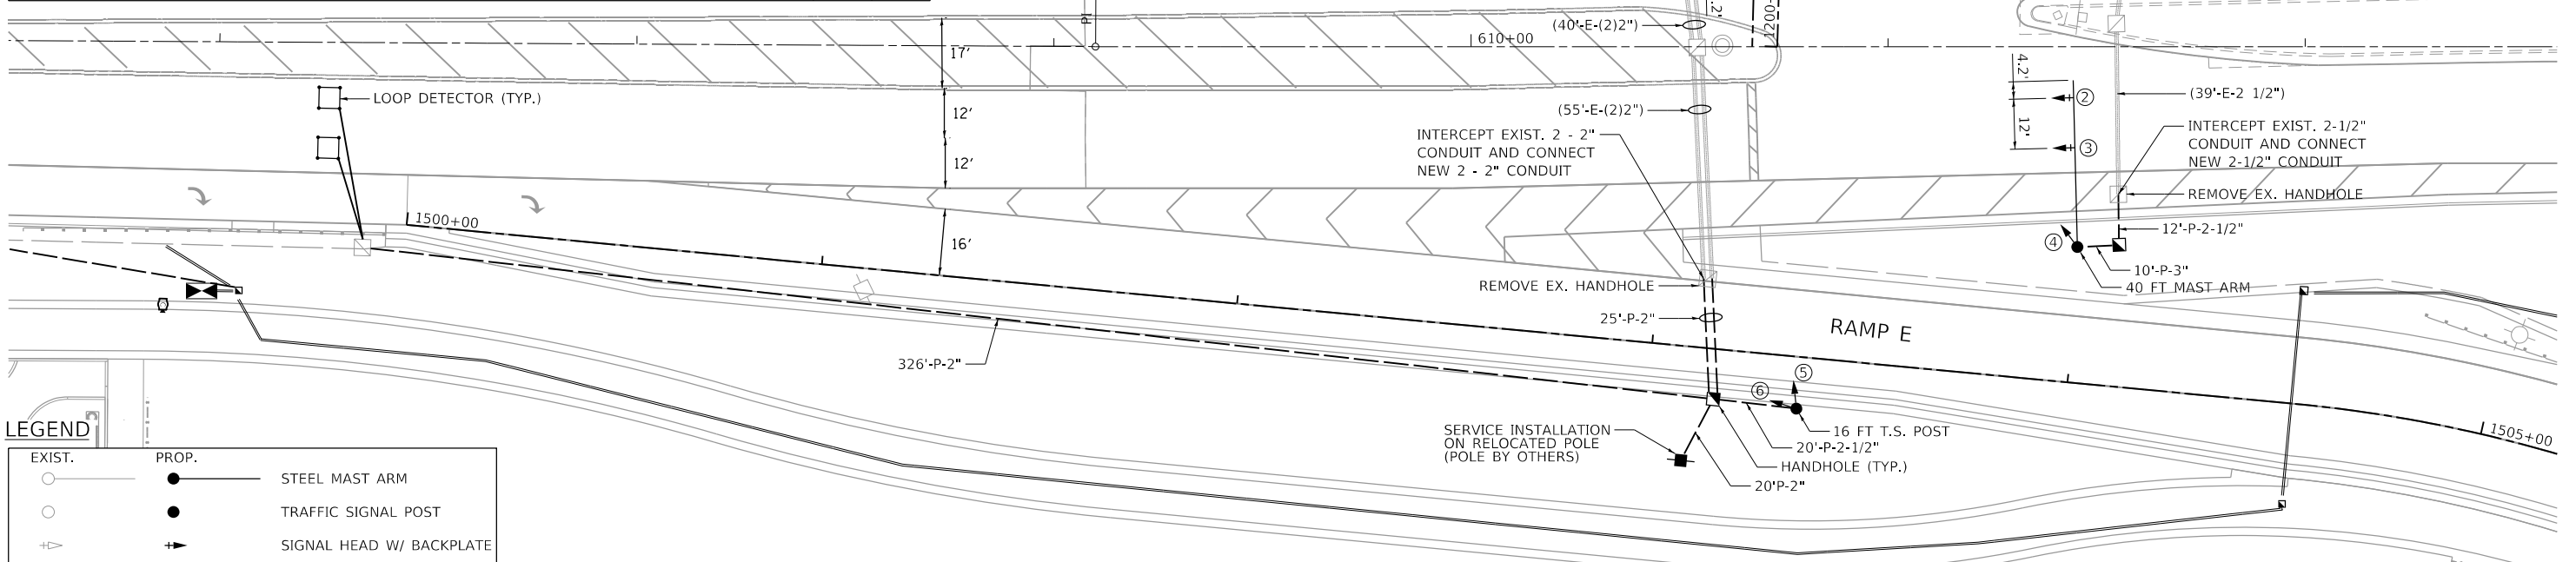 PI
.2'
1200
(40'-E-(2)2")
610+00
17'
4.2'
LOOP DETECTOR (TYP.)
12'
(55'-E-(2)2")
②
(39'-E-2 1/2")
12'
INTERCEPT EXIST. 2 - 2"
CONDUIT AND CONNECT
NEW 2 - 2" CONDUIT
③
INTERCEPT EXIST. 2-1/2"
CONDUIT AND CONNECT
NEW 2-1/2" CONDUIT
12'
REMOVE EX. HANDHOLE
1500+00
12'-P-2-1/2"
16'
④
10'-P-3"
40 FT MAST ARM
REMOVE EX. HANDHOLE
25'-P-2"
RAMP E
326'-P-2"
⑤
⑥
LEGEND
SERVICE INSTALLATION
ON RELOCATED POLE
(POLE BY OTHERS)
16 FT T.S. POST
20'-P-2-1/2"
HANDHOLE (TYP.)
20'P-2"
1505+00
EXIST. PROP.
STEEL MAST ARM
TRAFFIC SIGNAL POST
SIGNAL HEAD W/ BACKPLATE